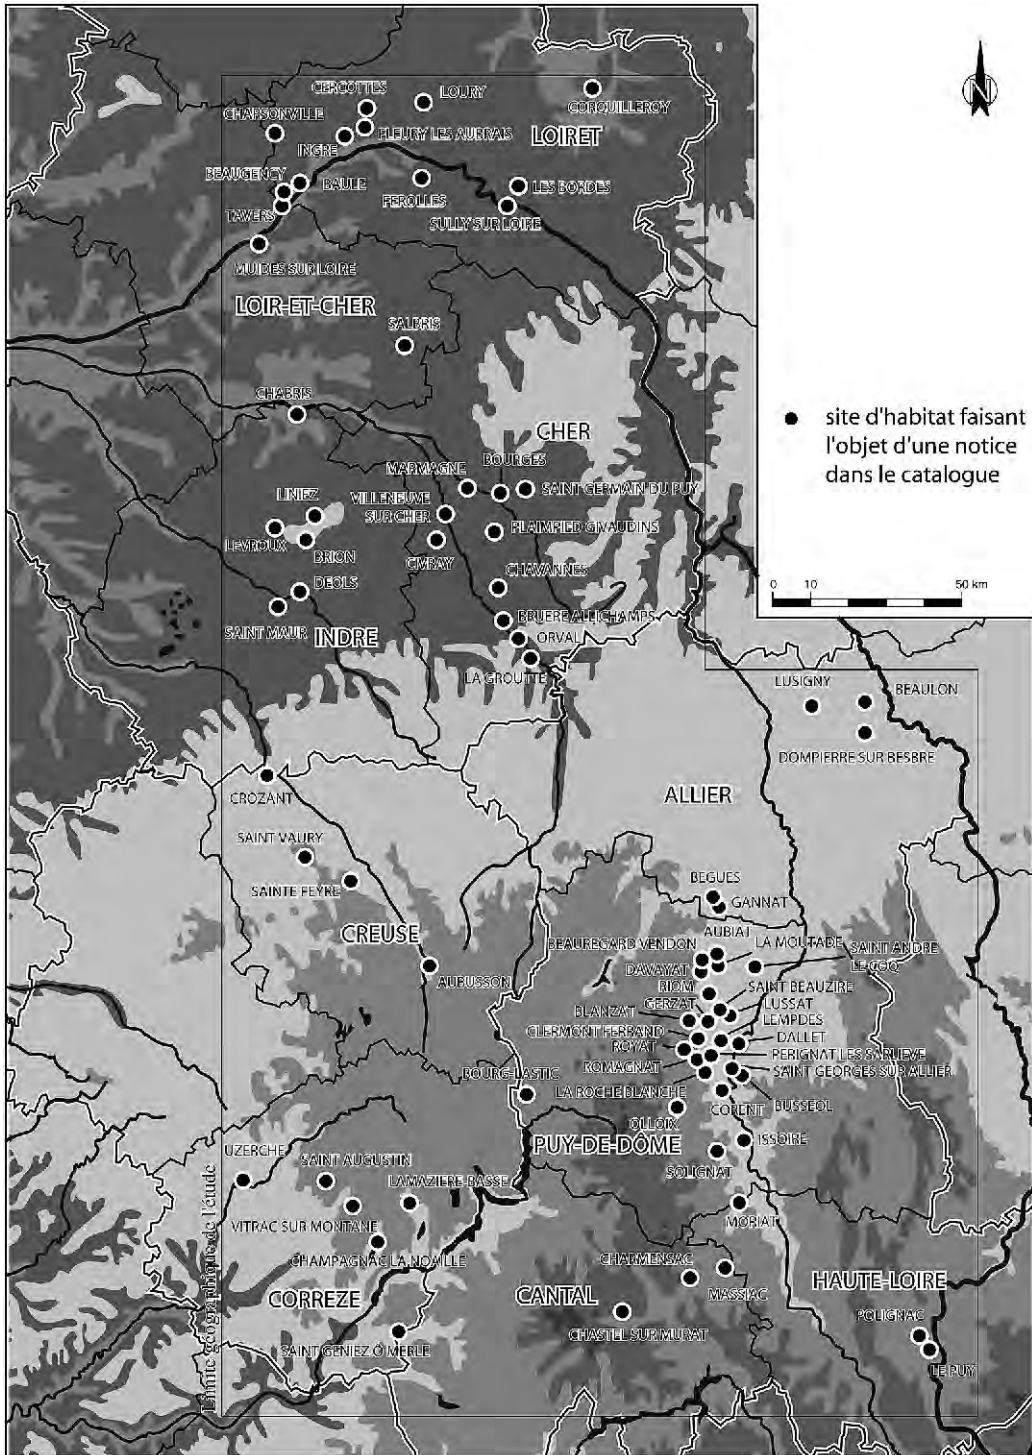 N
CERCOTTES
LOURY
CORQUILLEROY
CHARSONVILLE
FLEURY LES AUBRAIS
INGRE
LOIRET
BEAUGENCY
BAULE
FEROLLES
LES BORDES
TAVERS
SULLY SUR LOIRE
MUIDES SUR LOIRE
LOIR-ET-CHER
SALBRIS
CHABRIS
CHER
site d'habitat faisant
l'objet d'une notice
dans le catalogue
BOURGES
MARMAGNE
SAINT GERMAIN DU PUY
LINIEZ
VILLENEUVE
SUR CHER
PLAIMPIED GIVAUDINS
LEVROUX
BRION
CIVRAY
CHAVANNES
DEOLS
0 10 50 km
SAINT MAUR
INDRE
BRUERE ALLICHAMPS
ORVAL
LA GROUTTE
LUSIGNY
BEAULON
DOMPIERRE SUR BESBRE
CROZANT
ALLIER
SAINT VAURY
SAINTE FEYRE
BEGUES
GANNAT
CREUSE
AUBIAT
BEAUREGARD VENDON
LA MOUTADE
SAINT ANDRE
LE COQ
DAVAYAT
AUBUSSON
RIOM
SAINT BEAUZIRE
GERZAT
LUSSAT
BLANZAT
LEMPDES
CLERMONT FERRAND
DALLET
ROYAT
PERIGNAT LES SARLIEVE
ROMAGNAT
SAINT GEORGES SUR ALLIER
BOURG-LASTIC
LA ROCHE BLANCHE
BUSSEOL
CORENT
OLLOIX
PUY-DE-DÔME
ISSOIRE
SOLIGNAT
UZERCHE
SAINT AUGUSTIN
LAMAZIERE-BASSE
VITRAC SUR MONTANE
MORIAT
CHAMPAGNAC LA NOAILLE
CHARMENSAC
MASSIAC
CORREZE
CANTAL
HAUTE-LOIRE
CHASTEL SUR MURAT
POLIGNAC
SAINT GENIEZ O MERLE
LE PUY
Limite géographique de l'étude